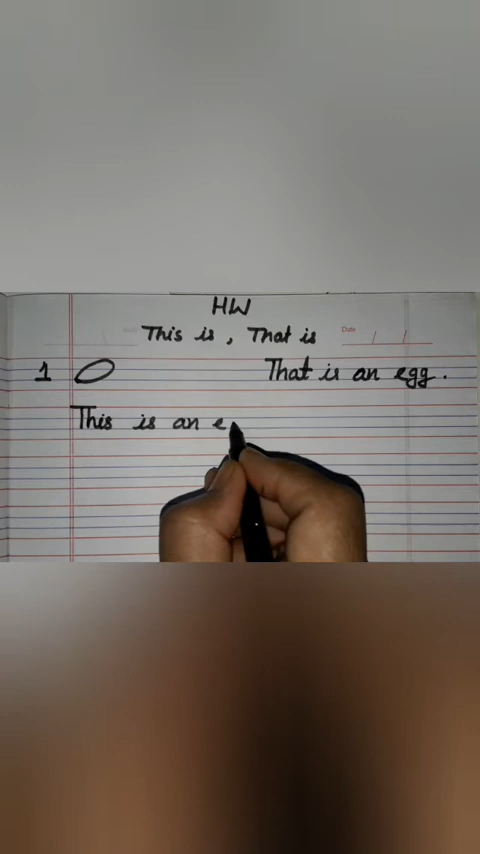 HW
This is, That is
Date / /
1 That is an egg.
This is an e